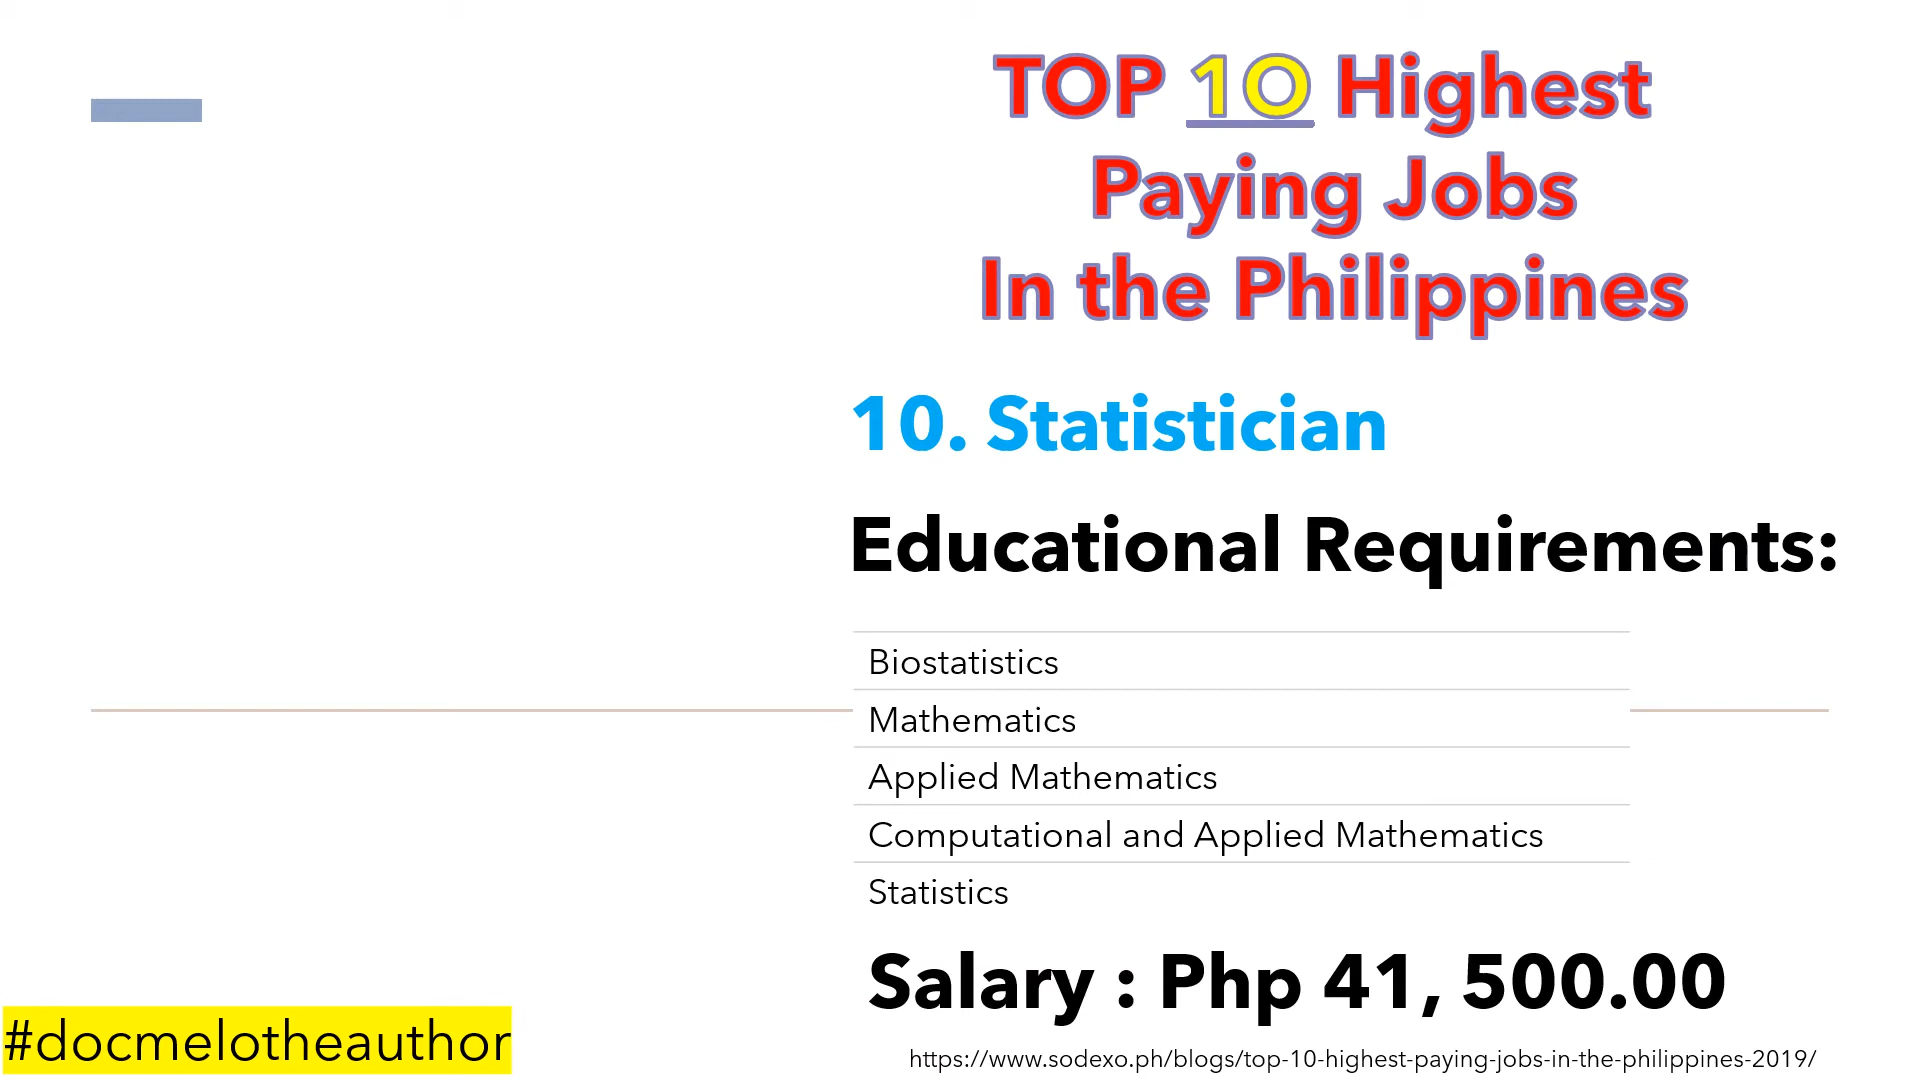 TOP 10 Highest
Paying Jobs
In the Philippines
10. Statistician
Educational Requirements:
Biostatistics
Mathematics
Applied Mathematics
Computational and Applied Mathematics
Statistics
Salary : Php 41, 500.00
#docmelotheauthor
https://www.sodexo.ph/blogs/top-10-highest-paying-jobs-in-the-philippines-2019/